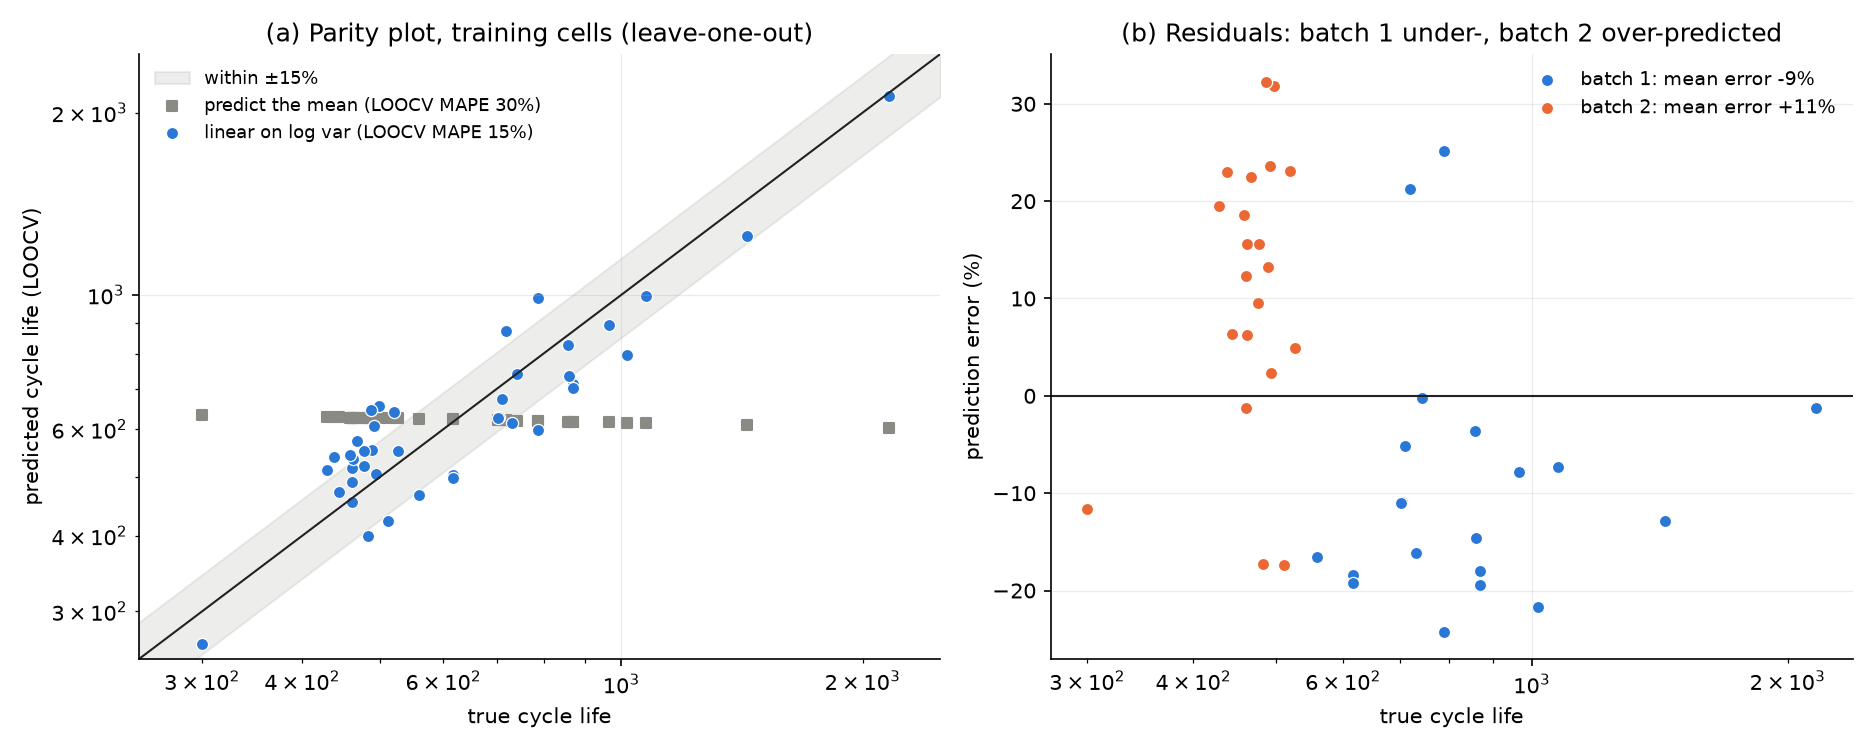 (a) Parity plot, training cells (leave-one-out)
within ±15%
predict the mean (LOOCV MAPE 30%)
linear on log var (LOOCV MAPE 15%)
predicted cycle life (LOOCV)
2 × 10³
10³
6 × 10²
4 × 10²
3 × 10²
3 × 10²
4 × 10²
6 × 10²
10³
2 × 10³
true cycle life
(b) Residuals: batch 1 under-, batch 2 over-predicted
batch 1: mean error -9%
batch 2: mean error +11%
prediction error (%)
30
20
10
0
−10
−20
3 × 10²
4 × 10²
6 × 10²
10³
2 × 10³
true cycle life